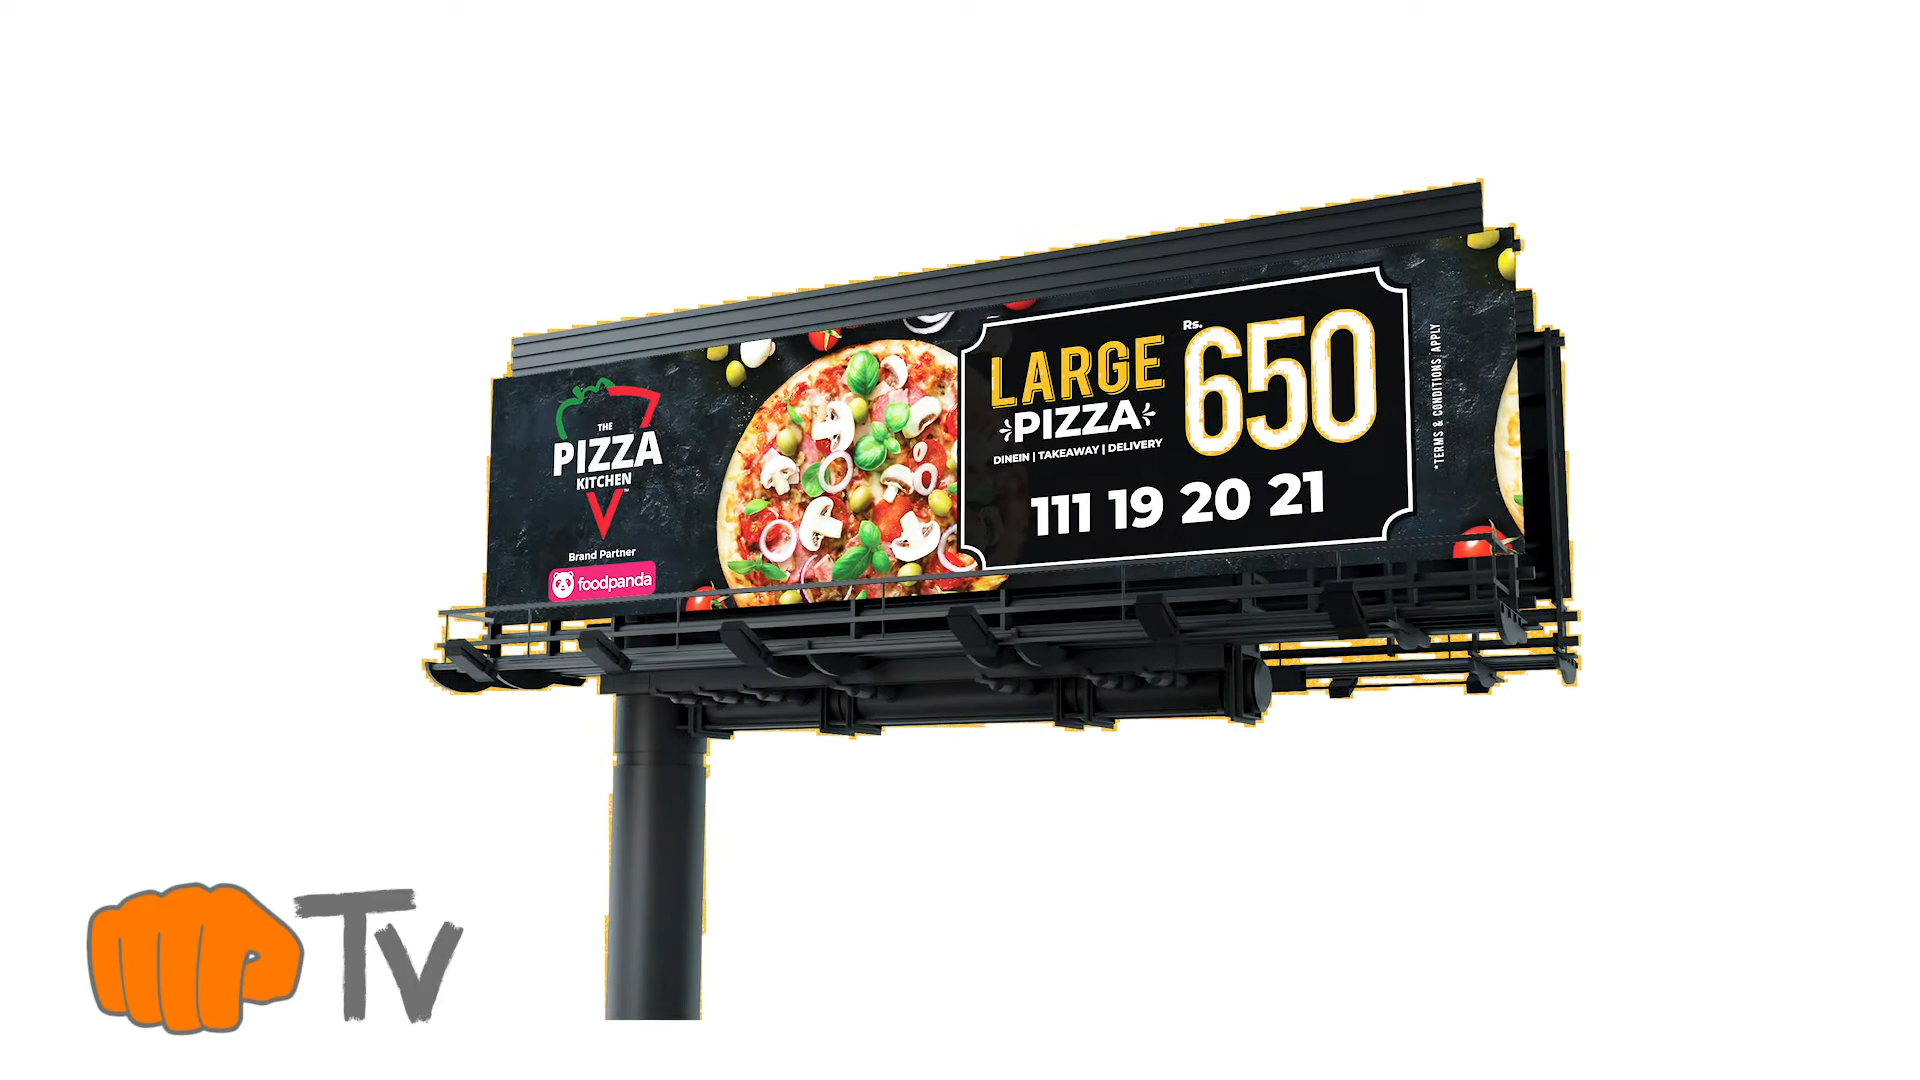 THE
PIZZA
KITCHEN
™
Brand Partner
foodpanda
LARGE
PIZZA
DINEIN | TAKEAWAY | DELIVERY
Rs.
650
111 19 20 21
*TERMS & CONDITIONS APPLY
TV